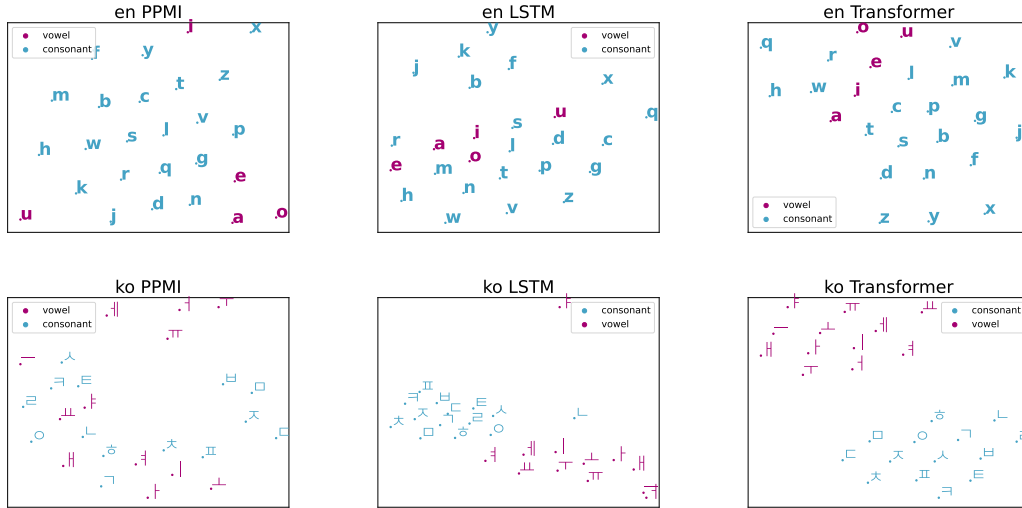 en PPMI
vowel
consonant
i
x
f
y
z
t
m
b
c
v
l
p
s
w
h
g
q
r
e
k
n
d
u
j
a
o
en LSTM
vowel
consonant
y
k
f
j
b
x
u
q
s
i
r
a
l
d
c
o
e
m
t
p
g
h
n
z
v
w
en Transformer
vowel
consonant
o
u
q
v
r
e
l
k
m
h
w
i
c
p
a
g
t
b
j
s
f
d
n
x
z
y
ko PPMI
vowel
consonant
ㅠ
ㅡ
ㅅ
ㅋ
ㅌ
ㅂ
ㅁ
ㄹ
ㅓ
ㅈ
ㅇ
ㄴ
ㅁ
ㅎ
ㅊ
ㅍ
ㅕ
ㅣ
ㄱ
ㅗ
ㅏ
ko LSTM
consonant
vowel
ㅍ
ㅋ
ㅂ
ㄷ
ㅌ
ㅅ
ㅈ
ㄱ
ㄹ
ㄴ
ㅊ
ㅁ
ㅎ
ㅇ
ㅓ
ㅣ
ㅗ
ㅡ
ㅕ
ㅛ
ㅠ
ㅜ
ko Transformer
consonant
vowel
ㅠ
ㅡ
ㅗ
ㅑ
ㅣ
ㅕ
ㅜ
ㅓ
ㅎ
ㄴ
ㅁ
ㅇ
ㄱ
ㄷ
ㅈ
ㅅ
ㅂ
ㅊ
ㅍ
ㅌ
ㅋ